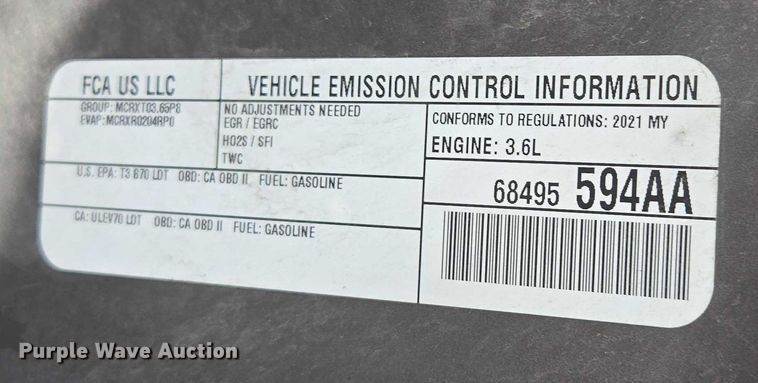 FCA US LLC
VEHICLE EMISSION CONTROL INFORMATION
GROUP: MCRXT03.65P8
EVAP: MCRXR0204RP0
NO ADJUSTMENTS NEEDED
EGR / EGRC
HO2S / SFI
TWC
CONFORMS TO REGULATIONS: 2021 MY
ENGINE: 3.6L
U.S. EPA: T3 B70 LDT OBD: CA OBD II FUEL: GASOLINE
CA: ULEV70 LDT OBD: CA OBD II FUEL: GASOLINE
68495 594AA
Purple Wave Auction